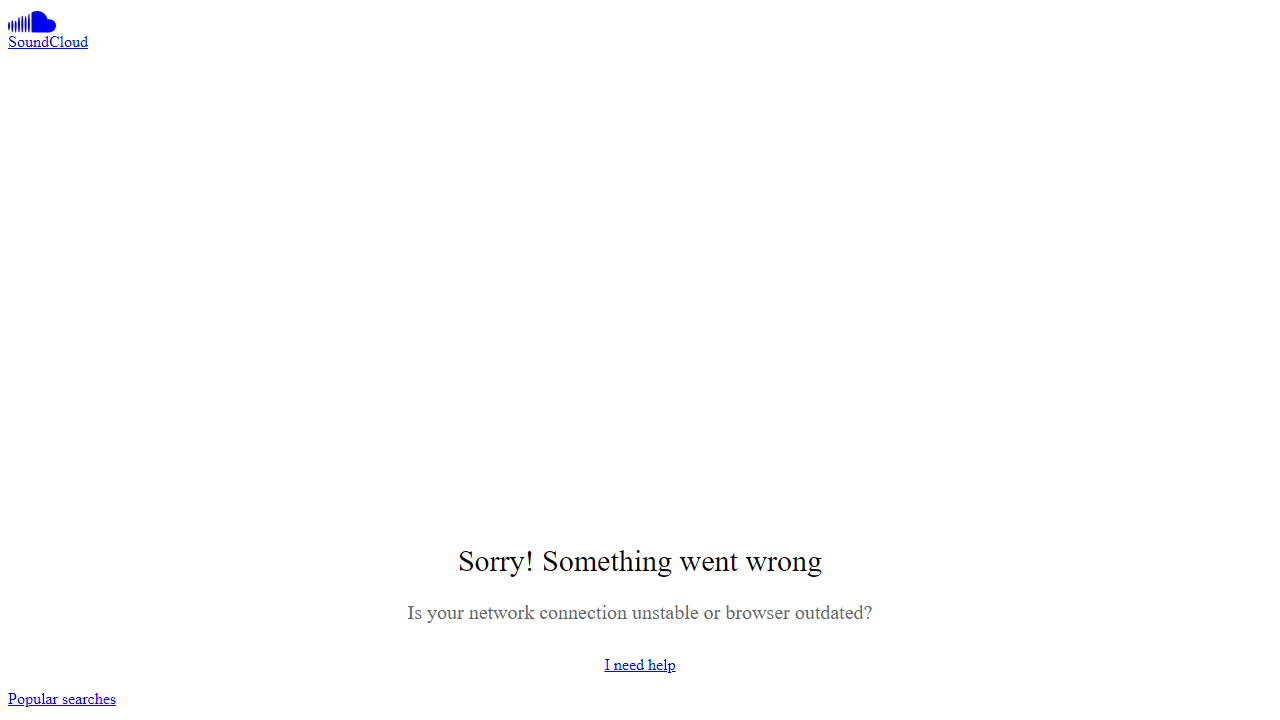 SoundCloud
Sorry! Something went wrong
Is your network connection unstable or browser outdated?
I need help
Popular searches